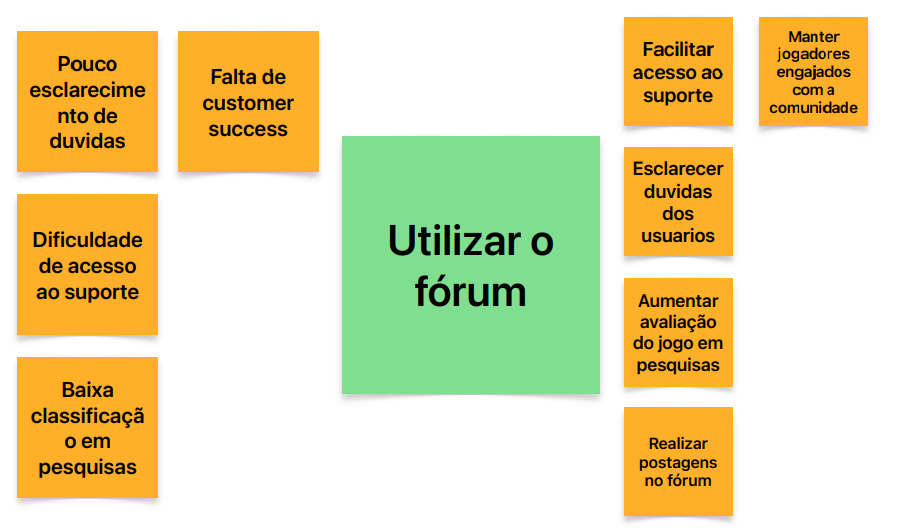 Pouco
esclarecime
nto de
duvidas
Falta de
customer
success
Dificuldade
de acesso
ao suporte
Baixa
classificaçã
o em
pesquisas
Utilizar o
fórum
Facilitar
acesso ao
suporte
Manter
jogadores
engajados
com a
comunidade
Esclarecer
duvidas
dos
usuarios
Aumentar
avaliação
do jogo em
pesquisas
Realizar
postagens
no fórum